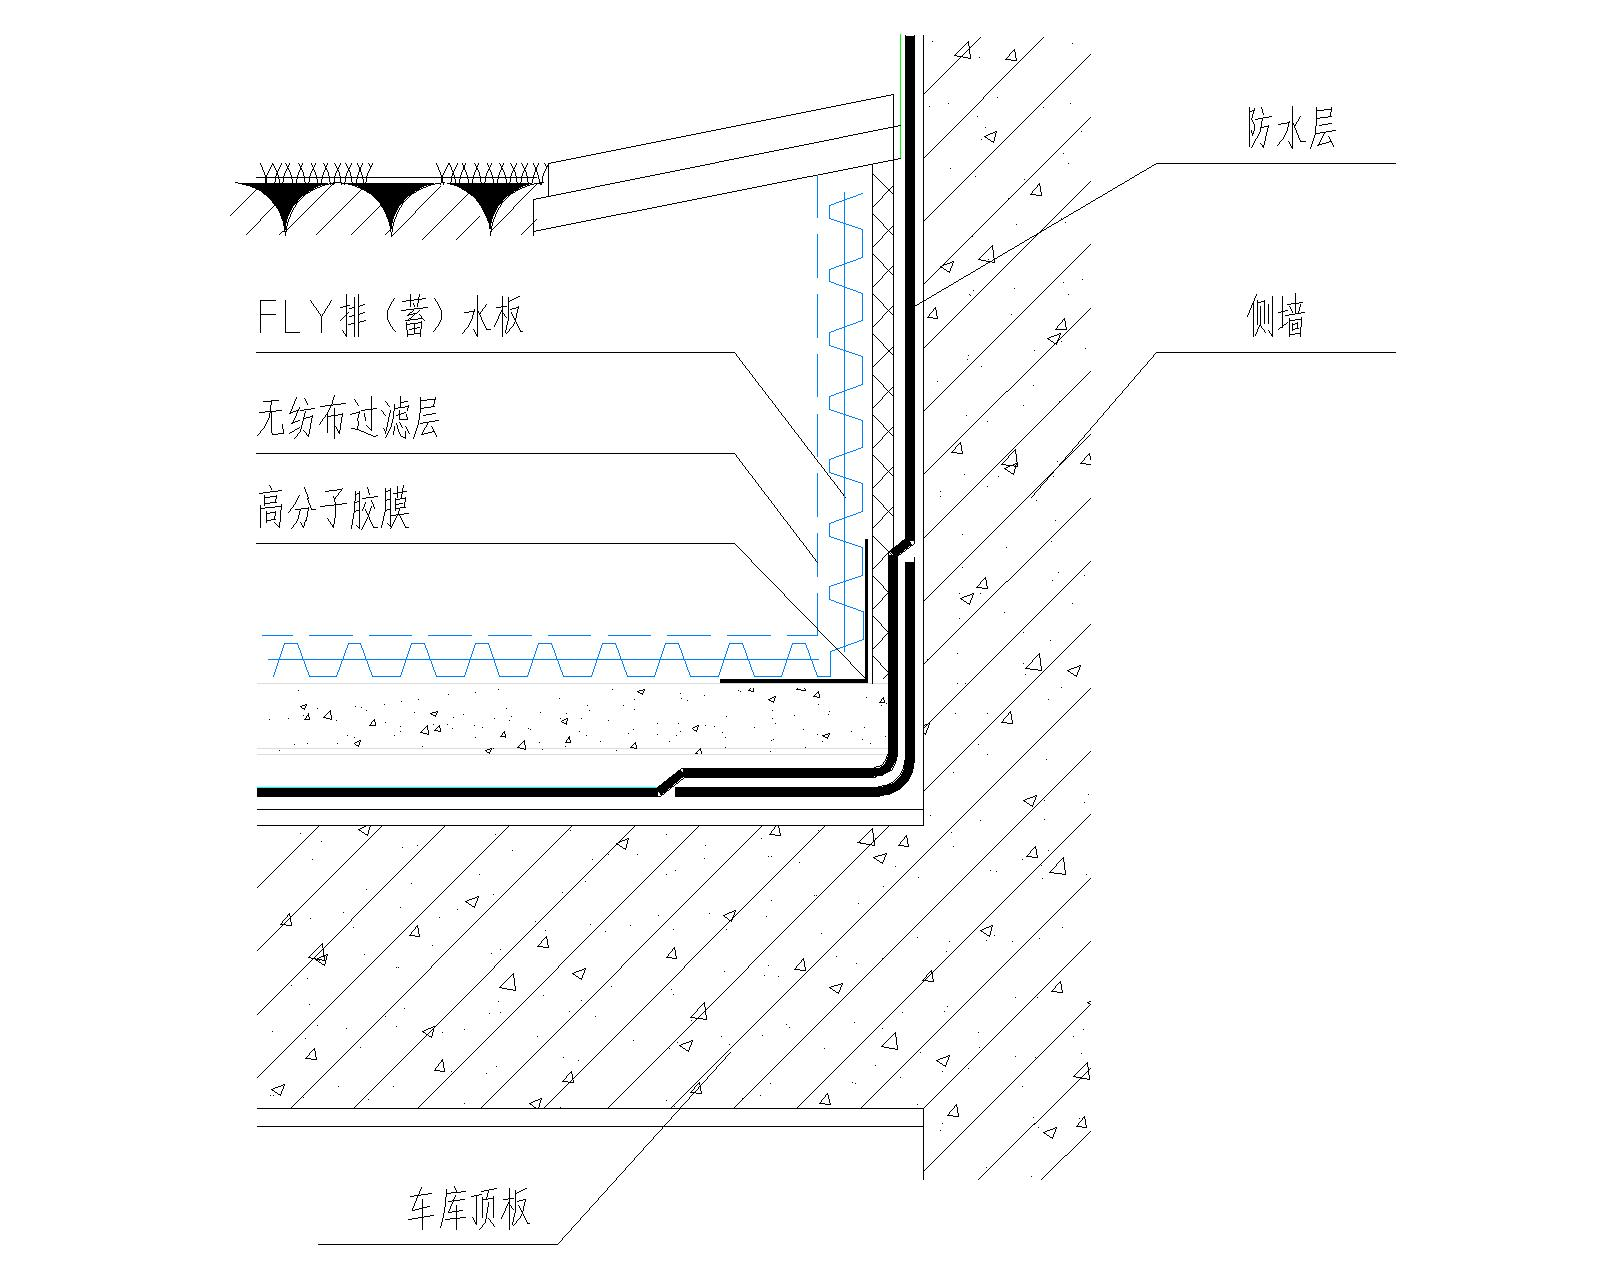 防水层
侧墙
FLY排（蓄）水板
无纺布过滤层
高分子胶膜
车库顶板